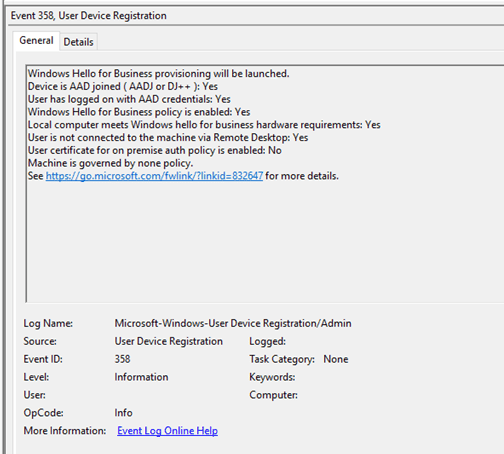 Event 358, User Device Registration
General Details
Windows Hello for Business provisioning will be launched.
Device is AAD joined ( AADJ or DJ++ ): Yes
User has logged on with AAD credentials: Yes
Windows Hello for Business policy is enabled: Yes
Local computer meets Windows hello for business hardware requirements: Yes
User is not connected to the machine via Remote Desktop: Yes
User certificate for on premise auth policy is enabled: No
Machine is governed by none policy.
See https://go.microsoft.com/fwlink/?linkid=832647 for more details.
Log Name: Microsoft-Windows-User Device Registration/Admin
Source: User Device Registration Logged:
Event ID: 358 Task Category: None
Level: Information Keywords:
User: Computer:
OpCode: Info
More Information: Event Log Online Help